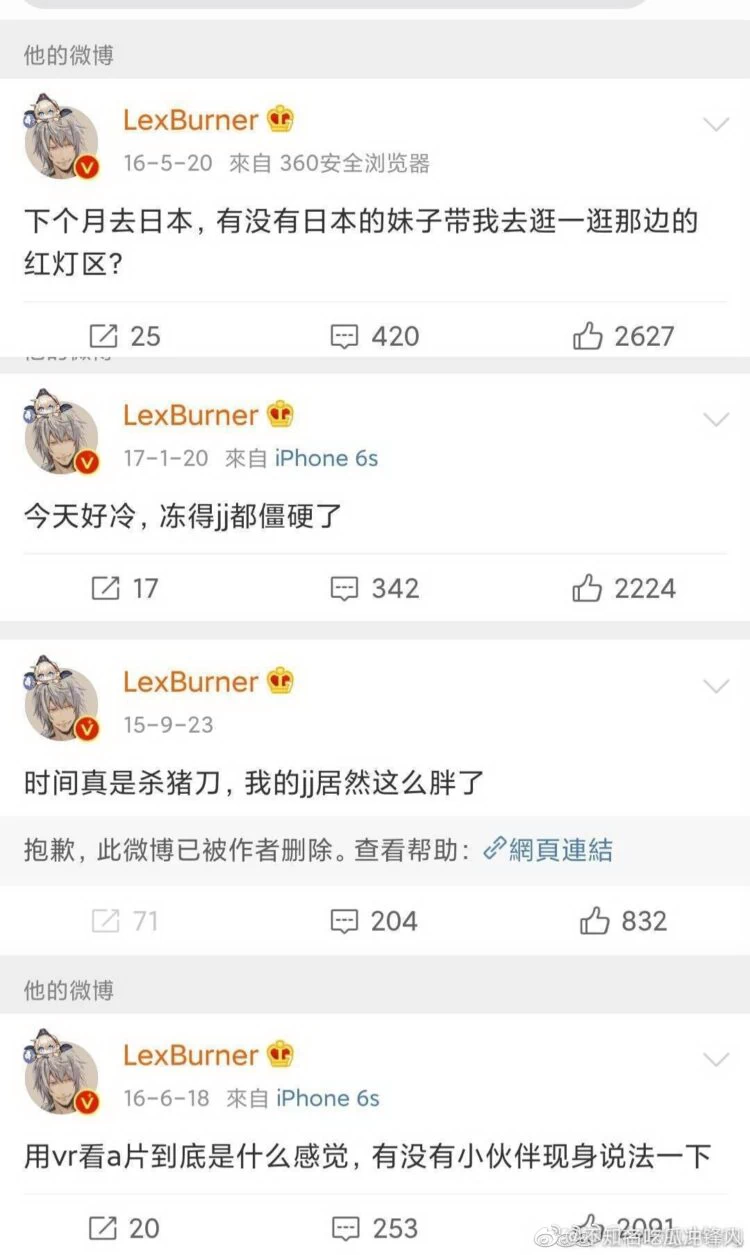 他的微博
LexBurner
16-5-20 來自 360安全浏览器
下个月去日本，有没有日本的妹子带我去逛一逛那边的
红灯区？
25 420 2627
LexBurner
17-1-20 來自 iPhone 6s
今天好冷，冻得jj都僵硬了
17 342 2224
LexBurner
15-9-23
时间真是杀猪刀，我的jj居然这么胖了
抱歉，此微博已被作者删除。查看帮助：網頁連結
71 204 832
他的微博
LexBurner
16-6-18 來自 iPhone 6s
用vr看a片到底是什么感觉，有没有小伙伴现身说法一下
20 253 2091